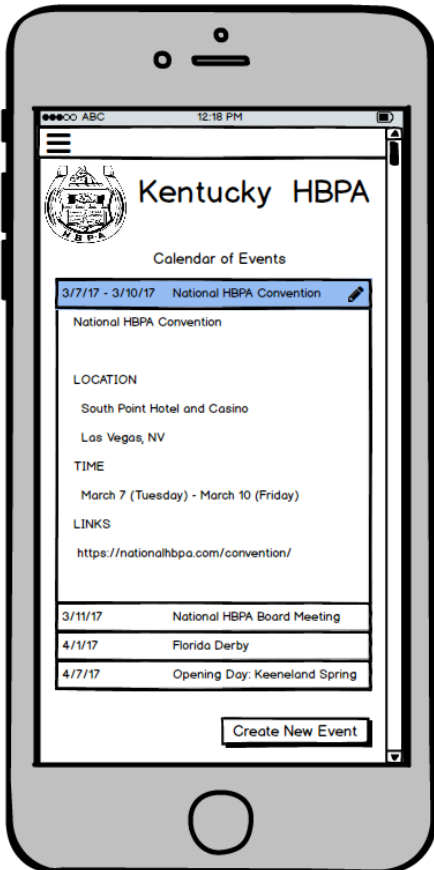 ABC 12:18 PM
HBPA
Kentucky HBPA
Calendar of Events
3/7/17 - 3/10/17 National HBPA Convention
National HBPA Convention
LOCATION
South Point Hotel and Casino
Las Vegas, NV
TIME
March 7 (Tuesday) - March 10 (Friday)
LINKS
https://nationalhbpa.com/convention/
3/11/17 National HBPA Board Meeting
4/1/17 Florida Derby
4/7/17 Opening Day: Keeneland Spring
Create New Event